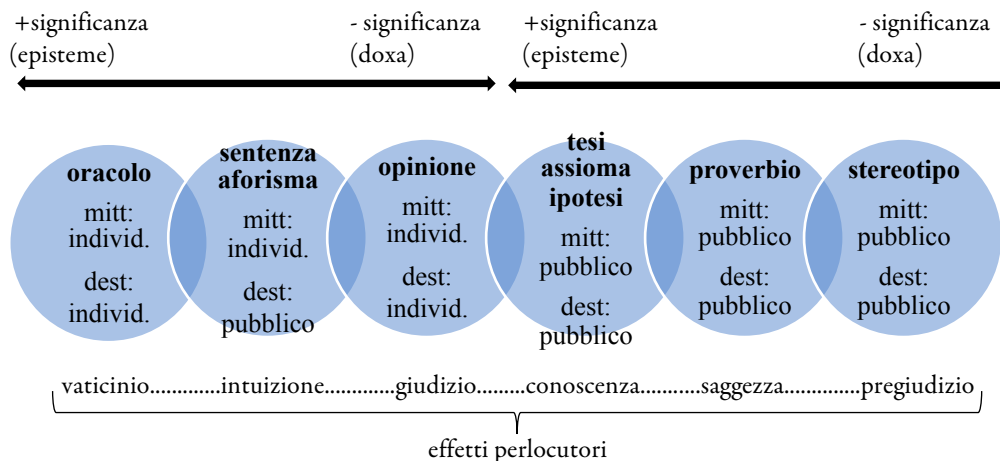 +significanza
(episteme)
- significanza
(doxa)
+significanza
(episteme)
- significanza
(doxa)
oracolo
mitt:
individ.
dest:
individ.
sentenza
aforisma
mitt:
individ.
dest:
pubblico
opinione
mitt:
individ.
dest:
individ.
tesi
assioma
ipotesi
mitt:
pubblico
dest:
pubblico
proverbio
mitt:
pubblico
dest:
pubblico
stereotipo
mitt:
pubblico
dest:
pubblico
vaticinio............intuizione............giudizio.........conoscenza............saggezza.............pregiudizio
effetti perlocutori